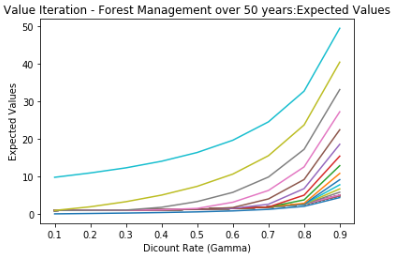 Value Iteration - Forest Management over 50 years:Expected Values
Expected Values
50
40
30
20
10
0
0.1 0.2 0.3 0.4 0.5 0.6 0.7 0.8 0.9
Dicount Rate (Gamma)